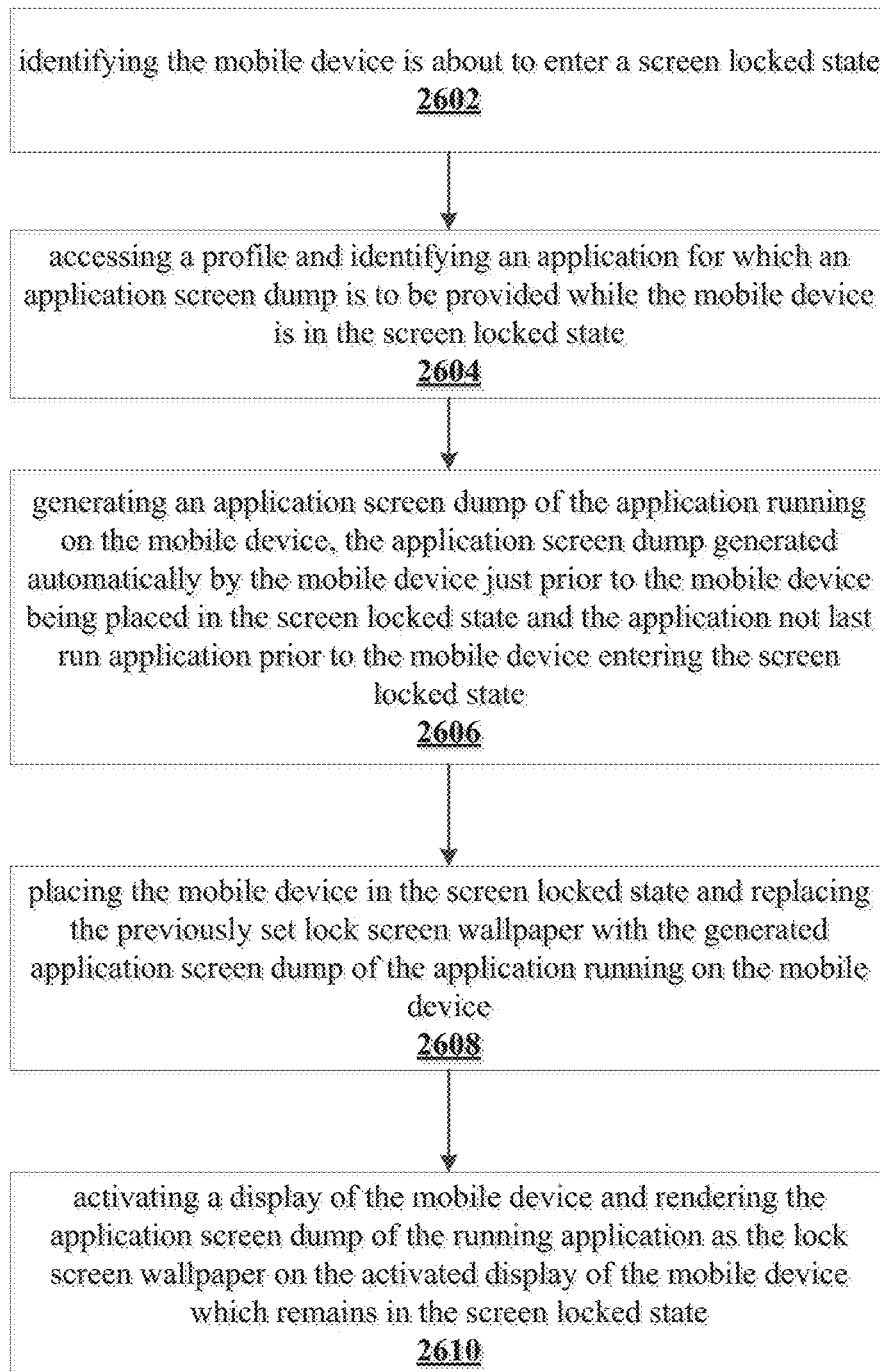 identifying the mobile device is about to enter a screen locked state
2602
accessing a profile and identifying an application for which an
application screen dump is to be provided while the mobile device
is in the screen locked state
2604
generating an application screen dump of the application running
on the mobile device, the application screen dump generated
automatically by the mobile device just prior to the mobile device
being placed in the screen locked state and the application not last
run application prior to the mobile device entering the screen
locked state
2606
placing the mobile device in the screen locked state and replacing
the previously set lock screen wallpaper with the generated
application screen dump of the application running on the mobile
device
2608
activating a display of the mobile device and rendering the
application screen dump of the running application as the lock
screen wallpaper on the activated display of the mobile device
which remains in the screen locked state
2610